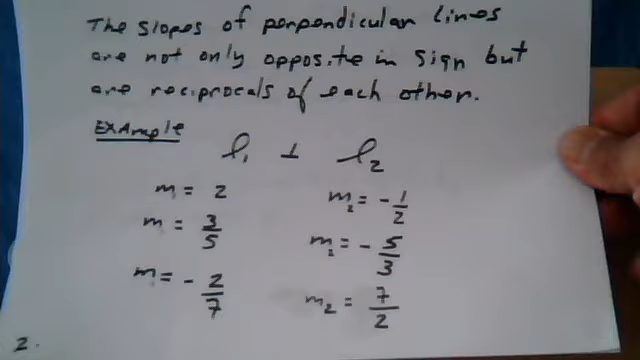 The slopes of perpendicular lines
are not only opposite in sign but
are reciprocals of each other.
Example
l₁ ⊥ l₂
m = 2 m₂ = - 1/2
m = 3/5 m₂ = - 5/3
m = - 2/7 m₂ = 7/2
2.